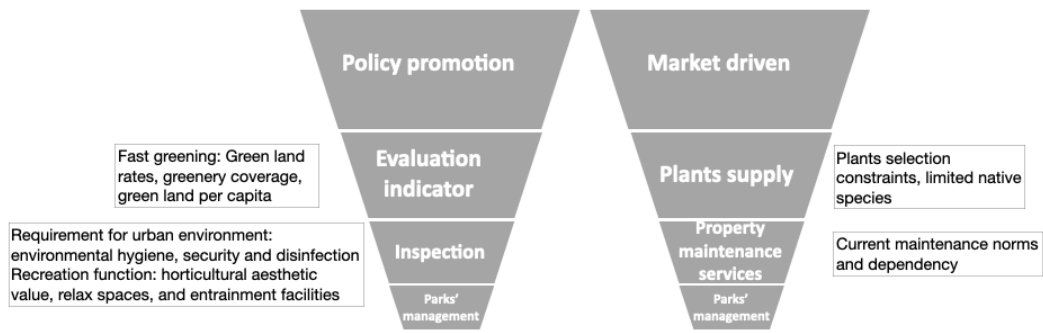 Policy promotion
Market driven
Fast greening: Green land
rates, greenery coverage,
green land per capita
Evaluation
indicator
Plants supply
Plants selection
constraints, limited native
species
Requirement for urban environment:
environmental hygiene, security and disinfection
Recreation function: horticultural aesthetic
value, relax spaces, and entrainment facilities
Inspection
Property
maintenance
services
Current maintenance norms
and dependency
Parks'
management
Parks'
management